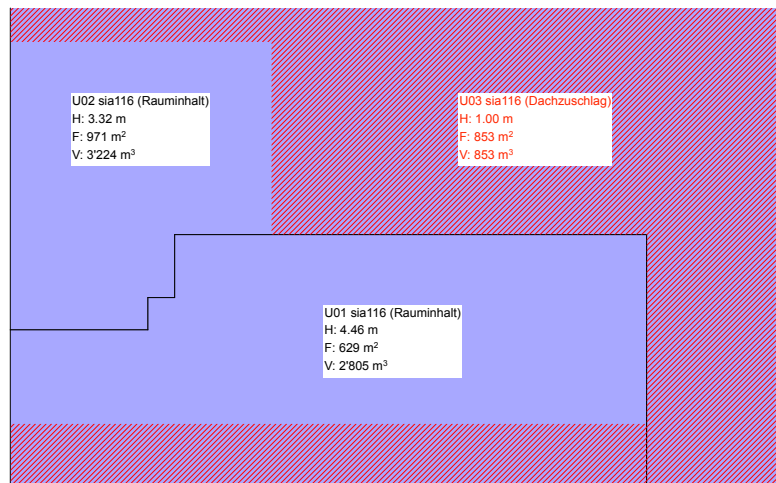 U02 sia116 (Rauminhalt)
H: 3.32 m
F: 971 m²
V: 3'224 m³
U03 sia116 (Dachzuschlag)
H: 1.00 m
F: 853 m²
V: 853 m³
U01 sia116 (Rauminhalt)
H: 4.46 m
F: 629 m²
V: 2'805 m³